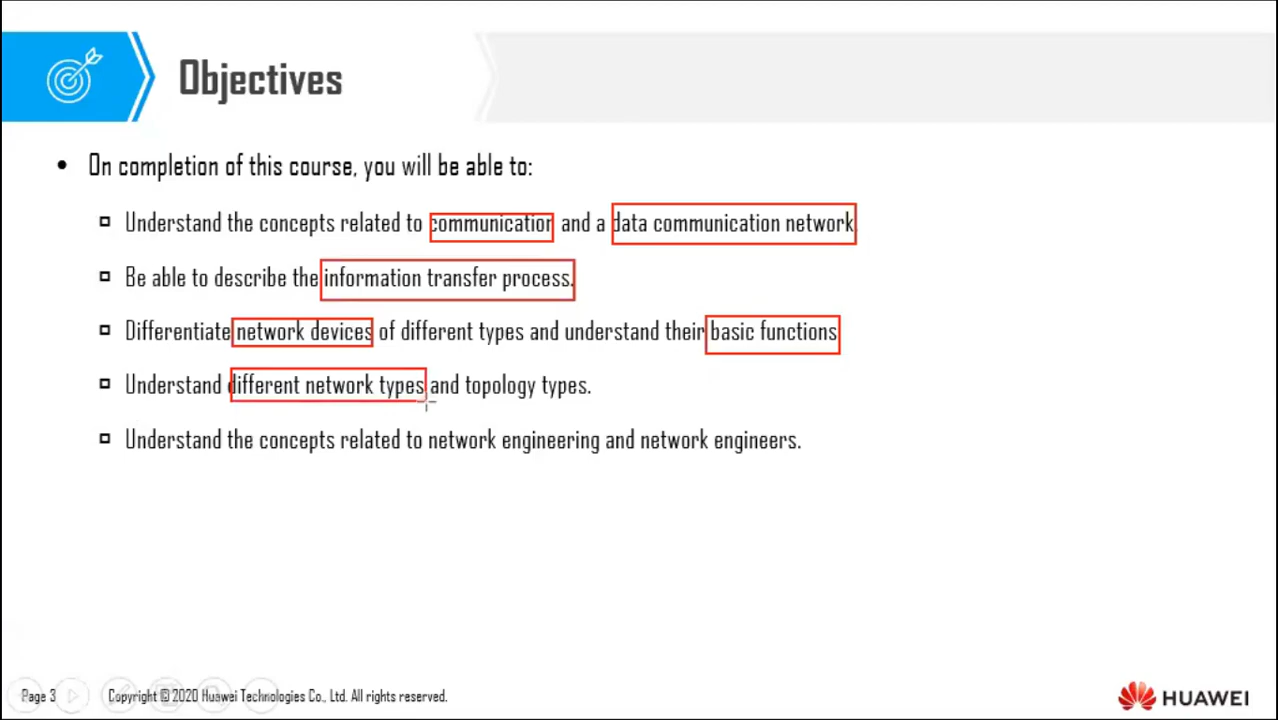 Objectives
• On completion of this course, you will be able to:
Understand the concepts related to communication and a data communication network.
Be able to describe the information transfer process.
Differentiate network devices of different types and understand their basic functions
Understand different network types and topology types.
Understand the concepts related to network engineering and network engineers.
Page 3 Copyright © 2020 Huawei Technologies Co., Ltd. All rights reserved.
HUAWEI